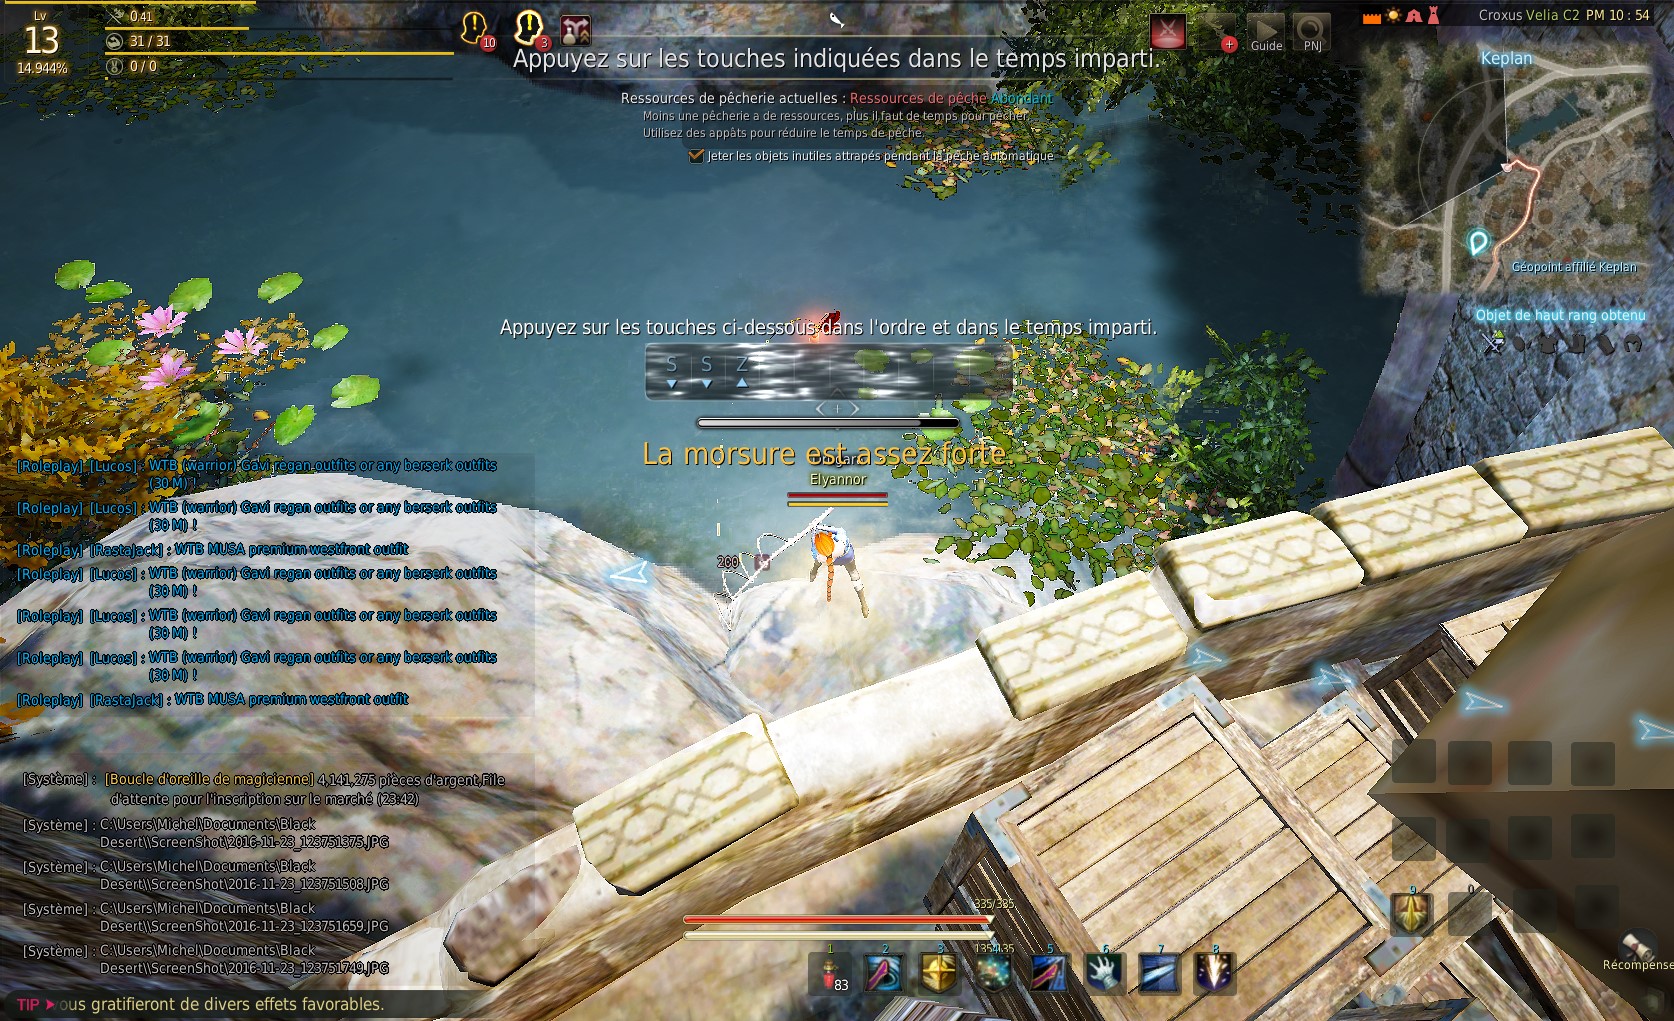 Lv
13
14.944%
0.41
31 / 31
0 / 0
10
3
Guide
PNJ
Croxus Velia C2 PM 10 : 54
Appuyez sur les touches indiquées dans le temps imparti.
Ressources de pêcherie actuelles : Ressources de pêche Abondant
Moins une pêcherie a de ressources, plus il faut de temps pour pêcher.
Utilisez des appâts pour réduire le temps de pêche.
Jeter les objets inutiles attrapés pendant la pêche automatique
Keplan
Géopoint affilié Keplan
Objet de haut rang obtenu
Appuyez sur les touches ci-dessous dans l'ordre et dans le temps imparti.
S S Z
La morsure est assez forte.
Elyannor
200
[Roleplay] [Lucos] : WTB (warrior) Gavi regan outfits or any berserk outfits
(30 M) !
[Roleplay] [Lucos] : WTB (warrior) Gavi regan outfits or any berserk outfits
(30 M) !
[Roleplay] [RastaJack] : WTB MUSA premium westfront outfit
[Roleplay] [Lucos] : WTB (warrior) Gavi regan outfits or any berserk outfits
(30 M) !
[Roleplay] [Lucos] : WTB (warrior) Gavi regan outfits or any berserk outfits
(30 M) !
[Roleplay] [Lucos] : WTB (warrior) Gavi regan outfits or any berserk outfits
(30 M) !
[Roleplay] [RastaJack] : WTB MUSA premium westfront outfit
[Système] : [Boucle d'oreille de magicienne] 4,141,275 pièces d'argent,File
d'attente pour l'inscription sur le marché (23:42)
[Système] : C:\Users\Michel\Documents\Black
Desert\\ScreenShot\2016-11-23_123751375.JPG
[Système] : C:\Users\Michel\Documents\Black
Desert\\ScreenShot\2016-11-23_123751508.JPG
[Système] : C:\Users\Michel\Documents\Black
Desert\\ScreenShot\2016-11-23_123751659.JPG
[Système] : C:\Users\Michel\Documents\Black
Desert\\ScreenShot\2016-11-23_123751749.JPG
335/335
1 2 3 5 6 7 8
83
9 0
Récompense
TIP ous gratifieront de divers effets favorables.